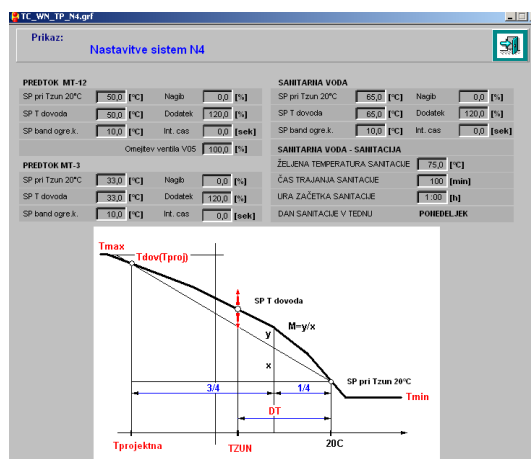 TC_WN_TP_N4.grf
Prikaz:
Nastavitve sistem N4
PREDTOK MT-12
SP pri Tzun 20°C 50,0 [°C] Nagib 0,0 [%]
SP T dovoda 50,0 [°C] Dodatek 120,0 [%]
SP band ogre.k. 10,0 [°C] Int. cas 0,0 [sek]
Omejitev ventila V05 100,0 [%]
PREDTOK MT-3
SP pri Tzun 20°C 33,0 [°C] Nagib 0,0 [%]
SP T dovoda 33,0 [°C] Dodatek 120,0 [%]
SP band ogre.k. 10,0 [°C] Int. cas 0,0 [sek]
SANITARNA VODA
SP pri Tzun 20°C 65,0 [°C] Nagib 0,0 [%]
SP T dovoda 65,0 [°C] Dodatek 120,0 [%]
SP band ogre.k. 10,0 [°C] Int. cas 0,0 [sek]
SANITARNA VODA - SANITACIJA
ŽELJENA TEMPERATURA SANITACIJE 75,0 [°C]
ČAS TRAJANJA SANITACIJE 100 [min]
URA ZAČETKA SANITACIJE 1:00 [h]
DAN SANITACIJE V TEDNU PONEDELJEK
Tmax
Tdov(Tproj)
SP T dovoda
M=y/x
y
x
SP pri Tzun 20°C
3/4 1/4
Tmin
DT
Tprojektna TZUN 20C